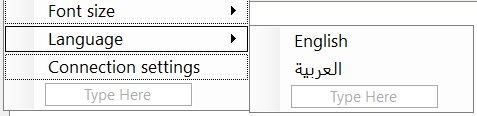 Font size
Language
Connection settings
Type Here
English
العربية
Type Here